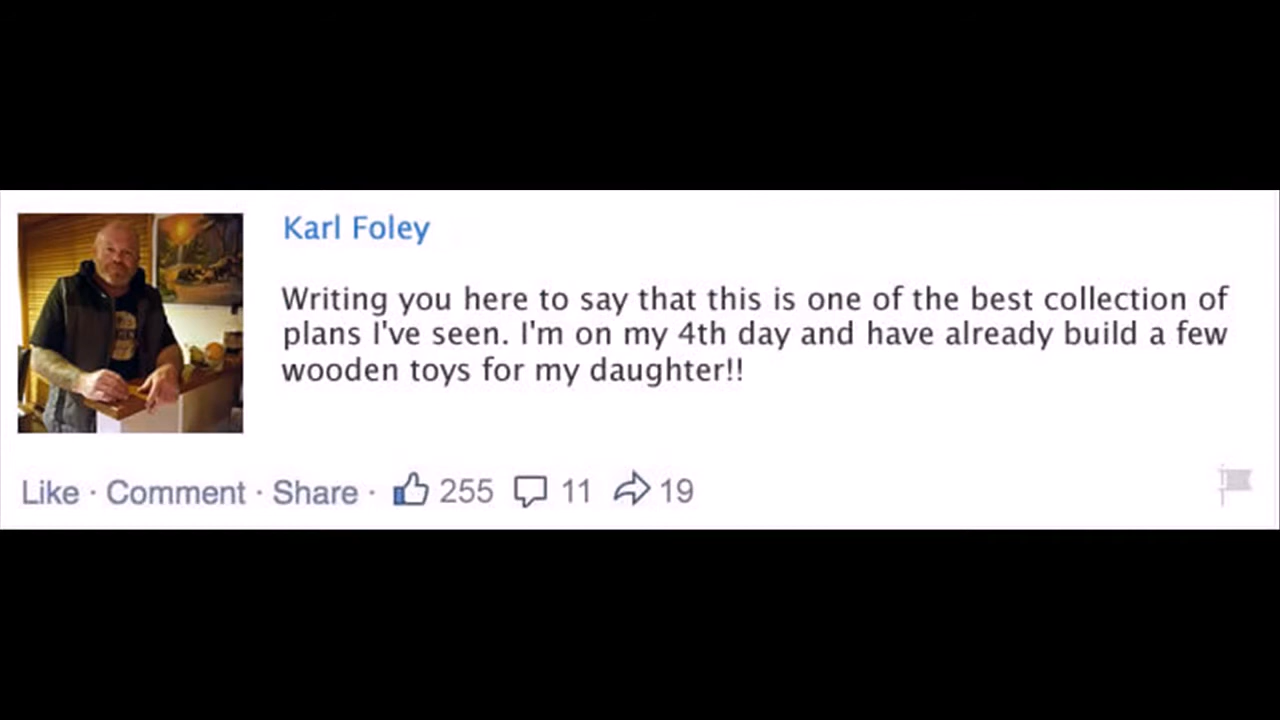 Karl Foley
Writing you here to say that this is one of the best collection of
plans I've seen. I'm on my 4th day and have already build a few
wooden toys for my daughter!!
Like · Comment · Share · 255 11 19